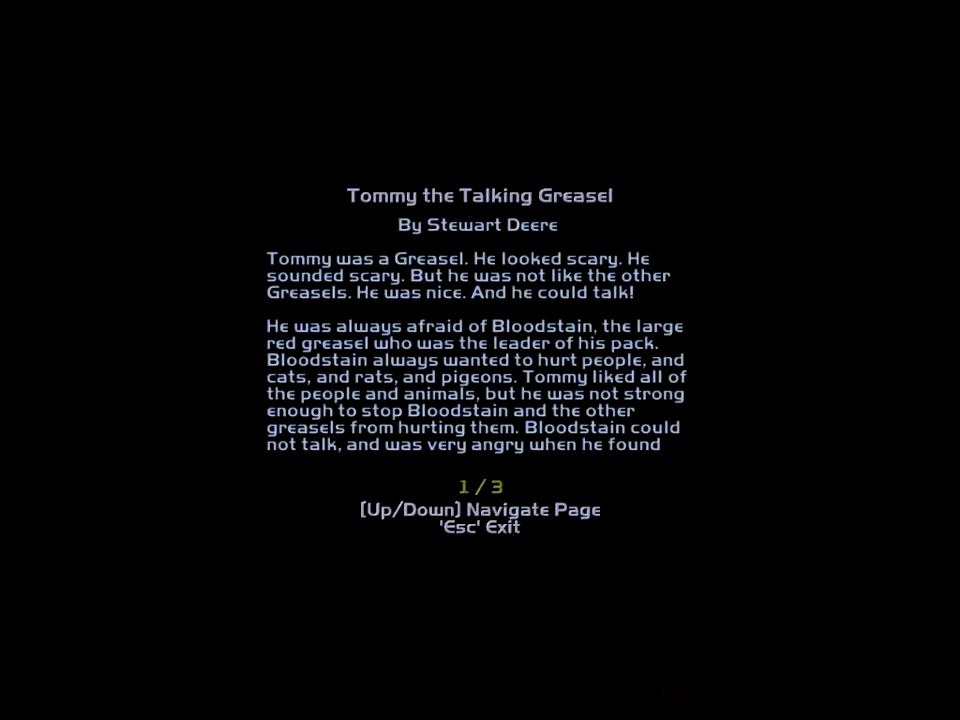 Tommy the Talking Greasel
By Stewart Deere
Tommy was a Greasel. He looked scary. He
sounded scary. But he was not like the other
Greasels. He was nice. And he could talk!
He was always afraid of Bloodstain, the large
red greasel who was the leader of his pack.
Bloodstain always wanted to hurt people, and
cats, and rats, and pigeons. Tommy liked all of
the people and animals, but he was not strong
enough to stop Bloodstain and the other
greasels from hurting them. Bloodstain could
not talk, and was very angry when he found
1 / 3
[Up/Down] Navigate Page
'Esc' Exit